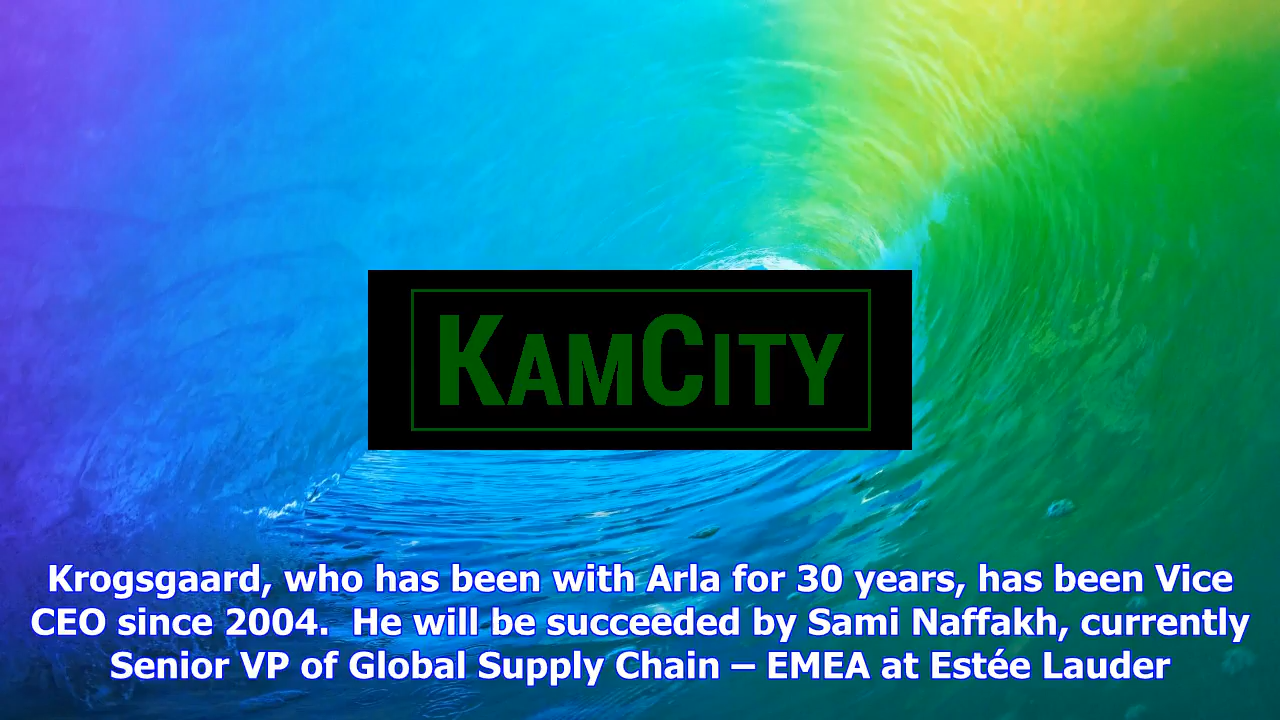 KAMCITY
Krogsgaard, who has been with Arla for 30 years, has been Vice
CEO since 2004.  He will be succeeded by Sami Naffakh, currently
Senior VP of Global Supply Chain – EMEA at Estée Lauder